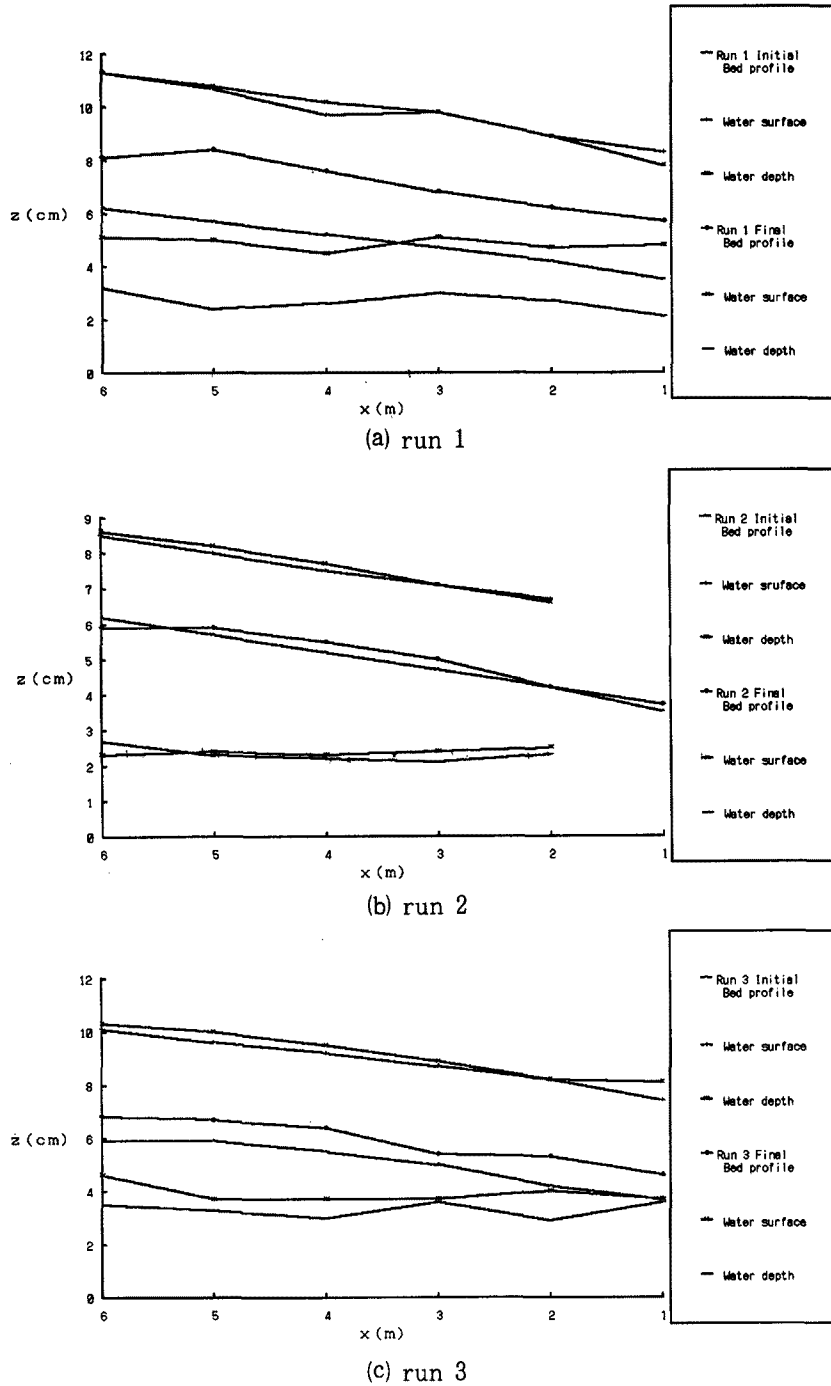 12
10
8
6
4
2
0
z (cm)
6
5
4
3
2
1
x (m)
Run 1 Initial
Bed profile
Water surface
Water depth
Run 1 Final
Bed profile
Water surface
Water depth
(a) run 1
9
8
7
6
5
4
3
2
1
0
z (cm)
6
5
4
3
2
1
x (m)
Run 2 Initial
Bed profile
Water sruface
Water depth
Run 2 Final
Bed profile
Water surface
Water depth
(b) run 2
12
10
8
6
4
2
0
z (cm)
6
5
4
3
2
1
x (m)
Run 3 Initial
Bed profile
Water surface
Water depth
Run 3 Final
Bed profile
Water surface
Water depth
(c) run 3